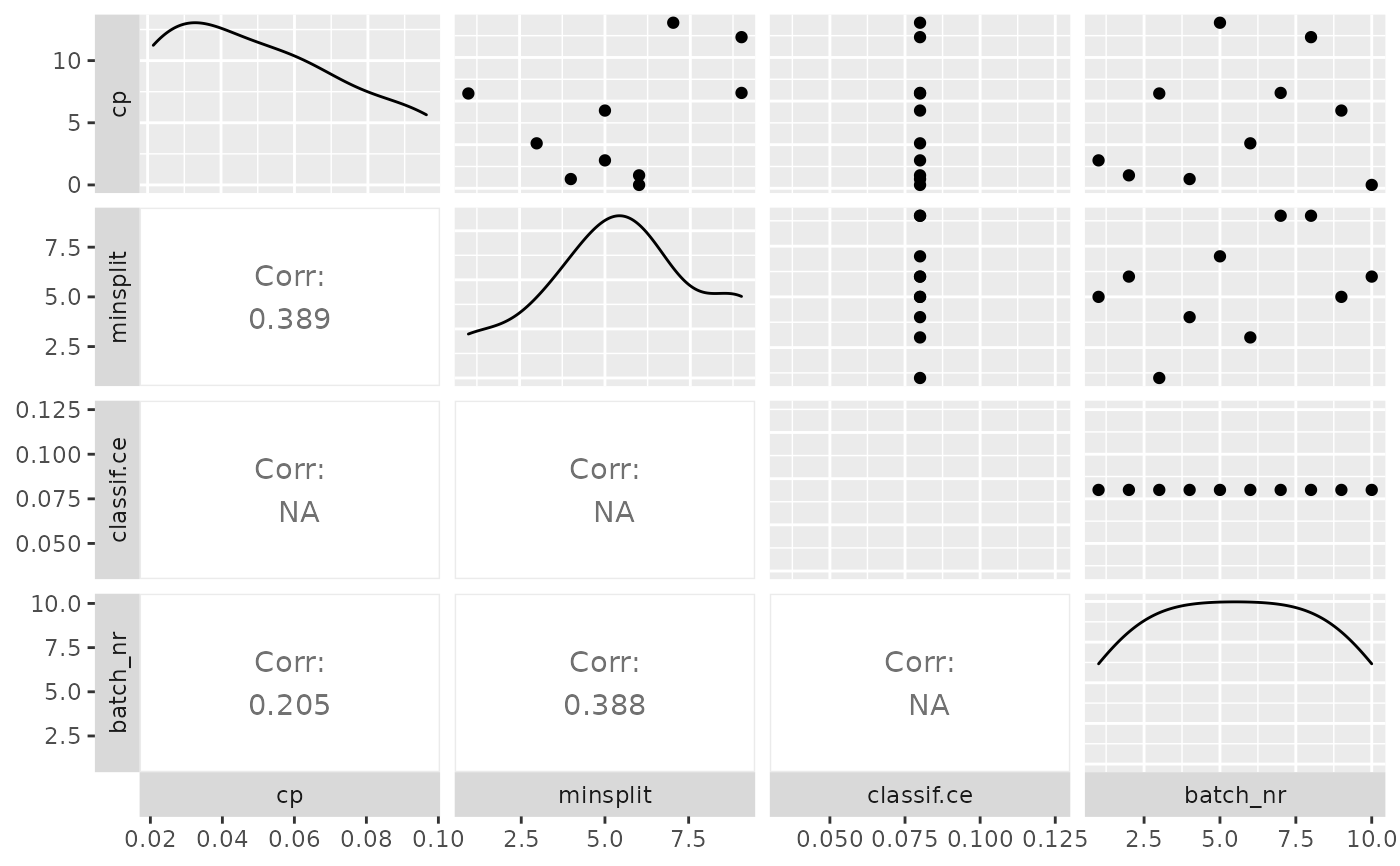 10
5
0
cp
7.5
5.0
2.5
minsplit
Corr:
0.389
0.125
0.100
0.075
0.050
classif.ce
Corr:
NA
Corr:
NA
10.0
7.5
5.0
2.5
batch_nr
Corr:
0.205
Corr:
0.388
Corr:
NA
cp minsplit classif.ce batch_nr
0.02 0.04 0.06 0.08 0.10 2.5 5.0 7.5 0.050 0.075 0.100 0.125 2.5 5.0 7.5 10.0